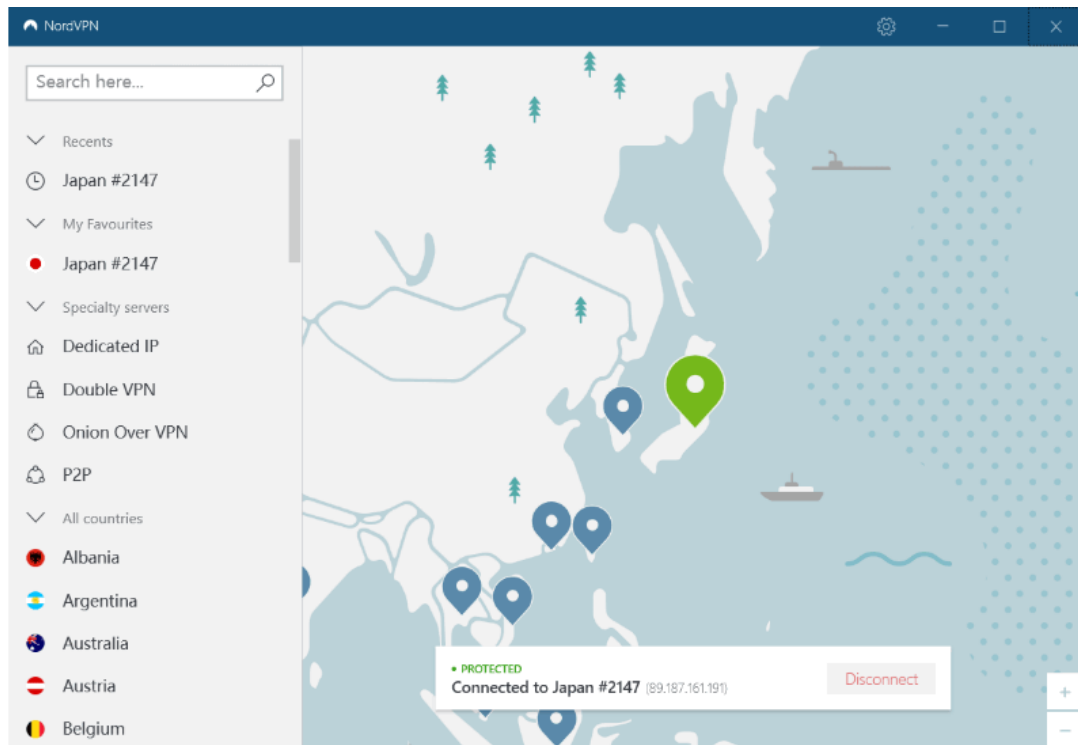 NordVPN
Search here...
Recents
Japan #2147
My Favourites
Japan #2147
Specialty servers
Dedicated IP
Double VPN
Onion Over VPN
P2P
All countries
Albania
Argentina
Australia
Austria
Belgium
PROTECTED
Connected to Japan #2147 (89.187.161.191)
Disconnect